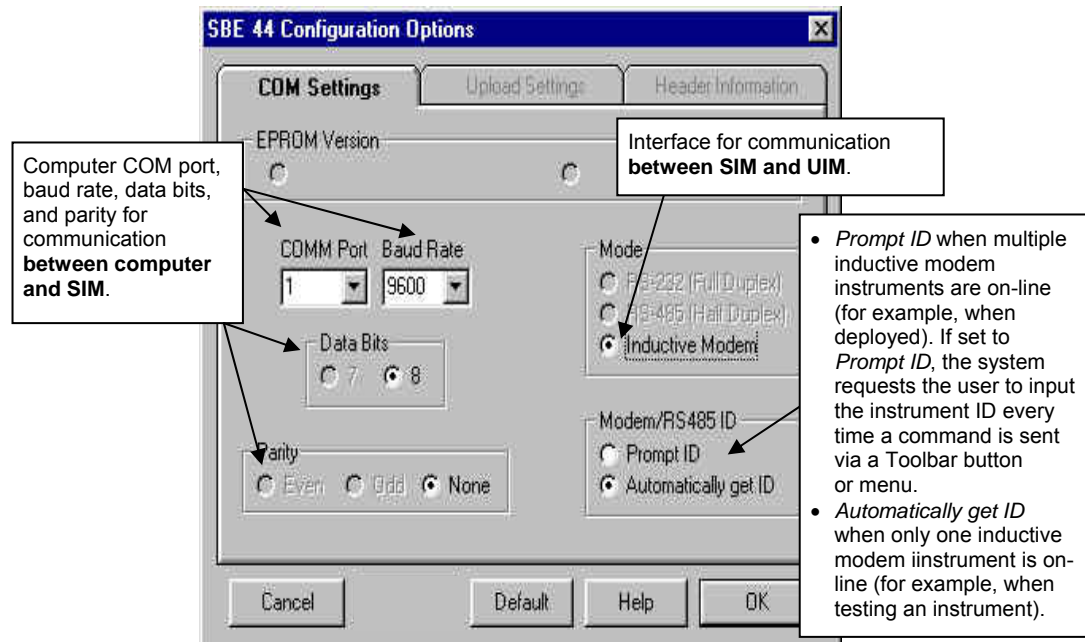 SBE 44 Configuration Options
COM Settings
Upload Settings
Header Information
EPROM Version
Interface for communication
between SIM and UIM.
Computer COM port,
baud rate, data bits,
and parity for
communication
between computer
and SIM.
COMM Port
Baud Rate
1
9600
Mode
RS-232 (Full Duplex)
RS-485 (Half Duplex)
Inductive Modem
Data Bits
7
8
Modem/RS485 ID
Prompt ID
Automatically get ID
Parity
Even
Odd
None
• Prompt ID when multiple
inductive modem
instruments are on-line
(for example, when
deployed). If set to
Prompt ID, the system
requests the user to input
the instrument ID every
time a command is sent
via a Toolbar button
or menu.
• Automatically get ID
when only one inductive
modem iinstrument is on-
line (for example, when
testing an instrument).
Cancel
Default
Help
OK